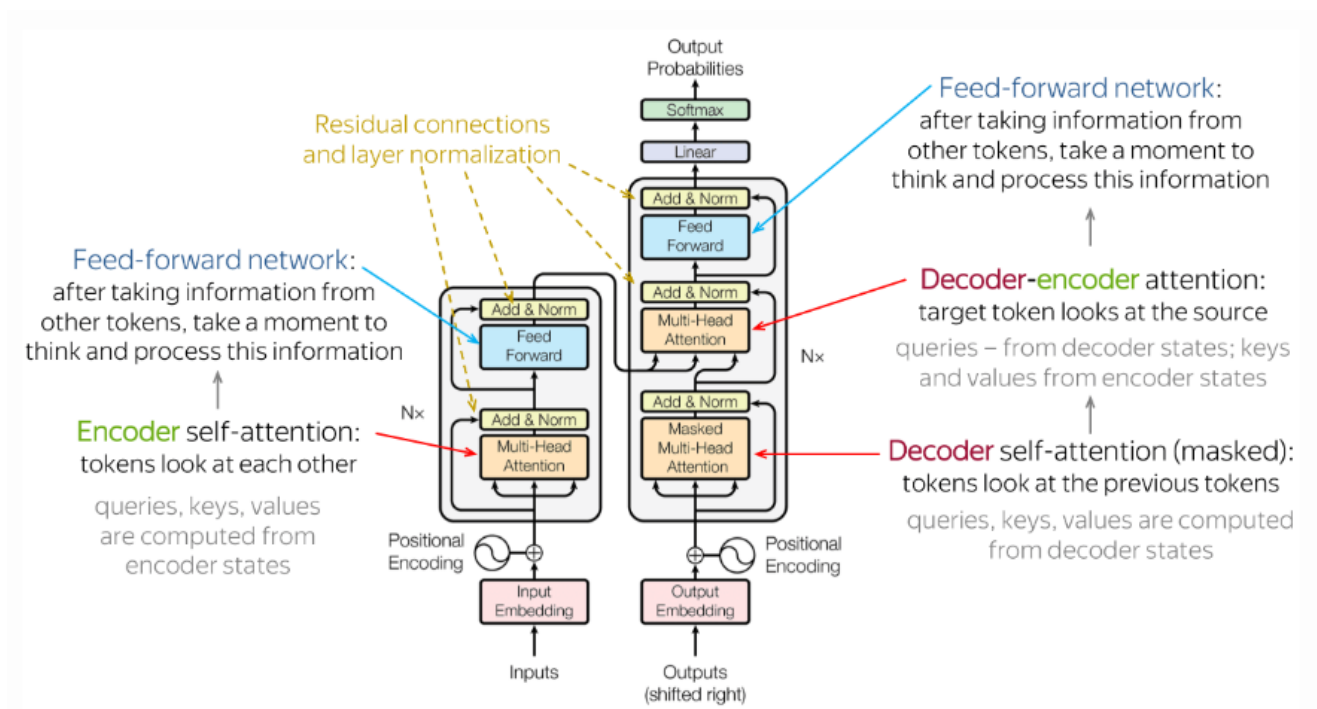 Output
Probabilities
Softmax
Linear
Add & Norm
Feed
Forward
Add & Norm
Multi-Head
Attention
N×
Add & Norm
Masked
Multi-Head
Attention
Positional
Encoding
Output
Embedding
Outputs
(shifted right)
Residual connections
and layer normalization
Feed-forward network:
after taking information from
other tokens, take a moment to
think and process this information
Encoder self-attention:
tokens look at each other
queries, keys, values
are computed from
encoder states
Add & Norm
Feed
Forward
N×
Add & Norm
Multi-Head
Attention
Positional
Encoding
Input
Embedding
Inputs
Feed-forward network:
after taking information from
other tokens, take a moment to
think and process this information
Decoder-encoder attention:
target token looks at the source
queries – from decoder states; keys
and values from encoder states
Decoder self-attention (masked):
tokens look at the previous tokens
queries, keys, values are computed
from decoder states